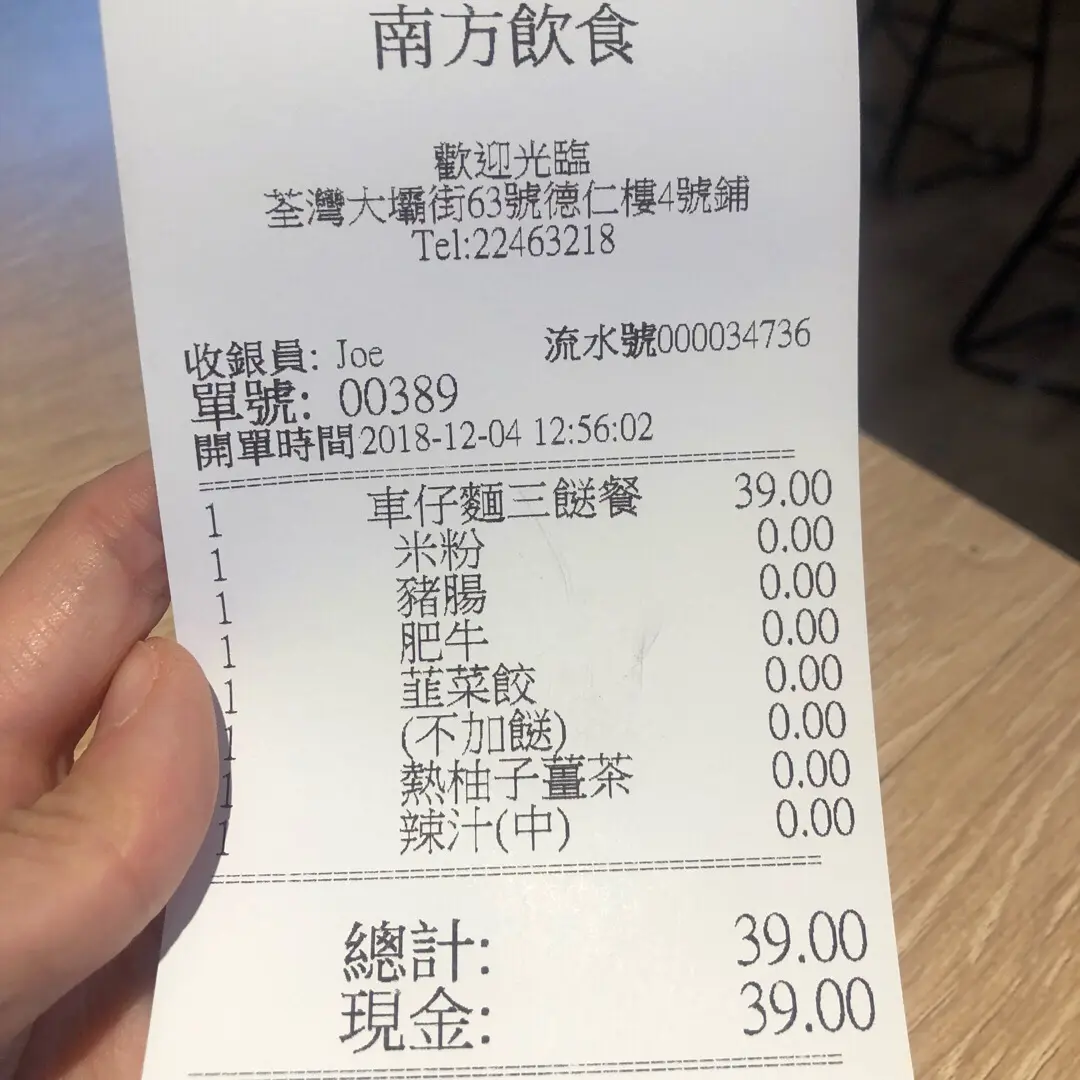 南方飲食
歡迎光臨
荃灣大壩街63號德仁樓4號鋪
Tel:22463218
收銀員: Joe 流水號000034736
單號: 00389
開單時間 2018-12-04 12:56:02
1 車仔麵三餸餐 39.00
1 米粉 0.00
1 豬腸 0.00
1 肥牛 0.00
1 韮菜餃 0.00
1 (不加餸) 0.00
1 熱柚子薑茶 0.00
1 辣汁(中) 0.00
總計: 39.00
現金: 39.00